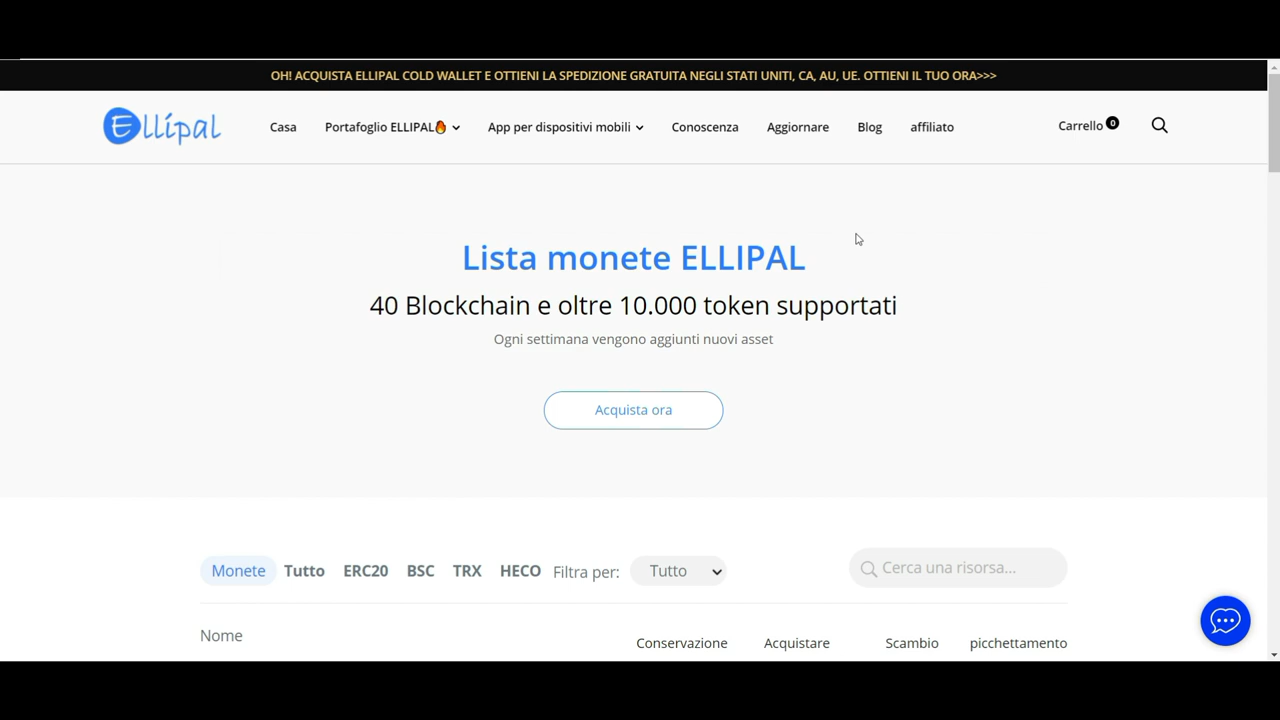 OH! ACQUISTA ELLIPAL COLD WALLET E OTTIENI LA SPEDIZIONE GRATUITA NEGLI STATI UNITI, CA, AU, UE. OTTIENI IL TUO ORA>>>
Ellipal Casa Portafoglio ELLIPAL🔥 App per dispositivi mobili Conoscenza Aggiornare Blog affiliato Carrello 0
Lista monete ELLIPAL
40 Blockchain e oltre 10.000 token supportati
Ogni settimana vengono aggiunti nuovi asset
Acquista ora
Monete Tutto ERC20 BSC TRX HECO Filtra per: Tutto Cerca una risorsa...
Nome Conservazione Acquistare Scambio picchettamento